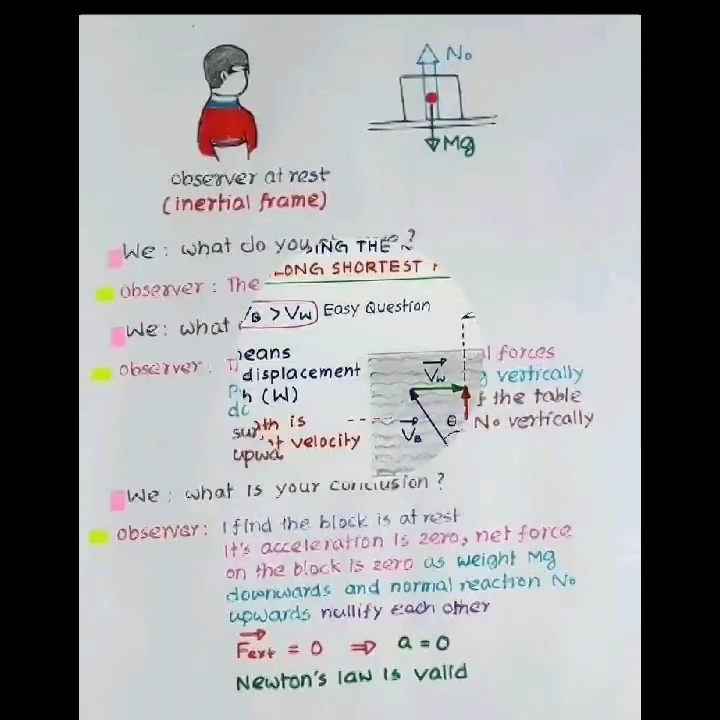 No
Mg
observer at rest
(inertial frame)
We : what do you ?
ING THE
LONG SHORTEST
observer : The
We : what
VB > VW Easy Question
observer :
eans
displacement
h (W)
th is
t velocity
VW
VB
θ
l forces
vertically
the table
No vertically
We : what is your conclusion ?
observer : I find the block is at rest
It's acceleration is zero, net force
on the block is zero as weight Mg
downwards and normal reaction No
upwards nullify each other
Fext = 0 ⇒ a = 0
Newton's law is valid